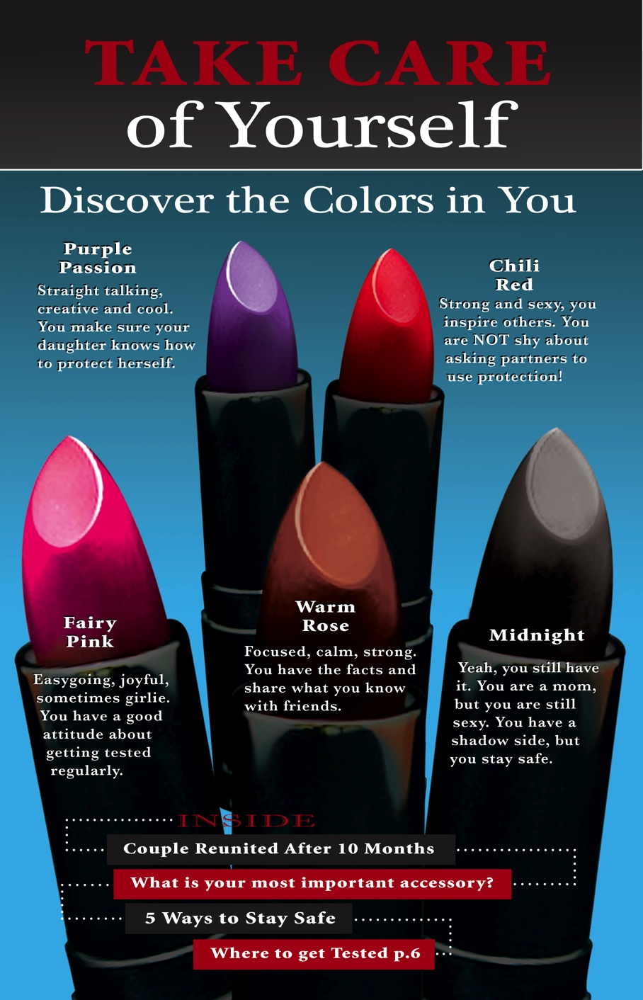 TAKE CARE
of Yourself
Discover the Colors in You
Purple
Passion
Straight talking,
creative and cool.
You make sure your
daughter knows how
to protect herself.
Chili
Red
Strong and sexy, you
inspire others. You
are NOT shy about
asking partners to
use protection!
Fairy
Pink
Easygoing, joyful,
sometimes girlie.
You have a good
attitude about
getting tested
regularly.
Warm
Rose
Focused, calm, strong.
You have the facts and
share what you know
with friends.
Midnight
Yeah, you still have
it. You are a mom,
but you are still
sexy. You have a
shadow side, but
you stay safe.
INSIDE
Couple Reunited After 10 Months
What is your most important accessory?
5 Ways to Stay Safe
Where to get Tested p.6